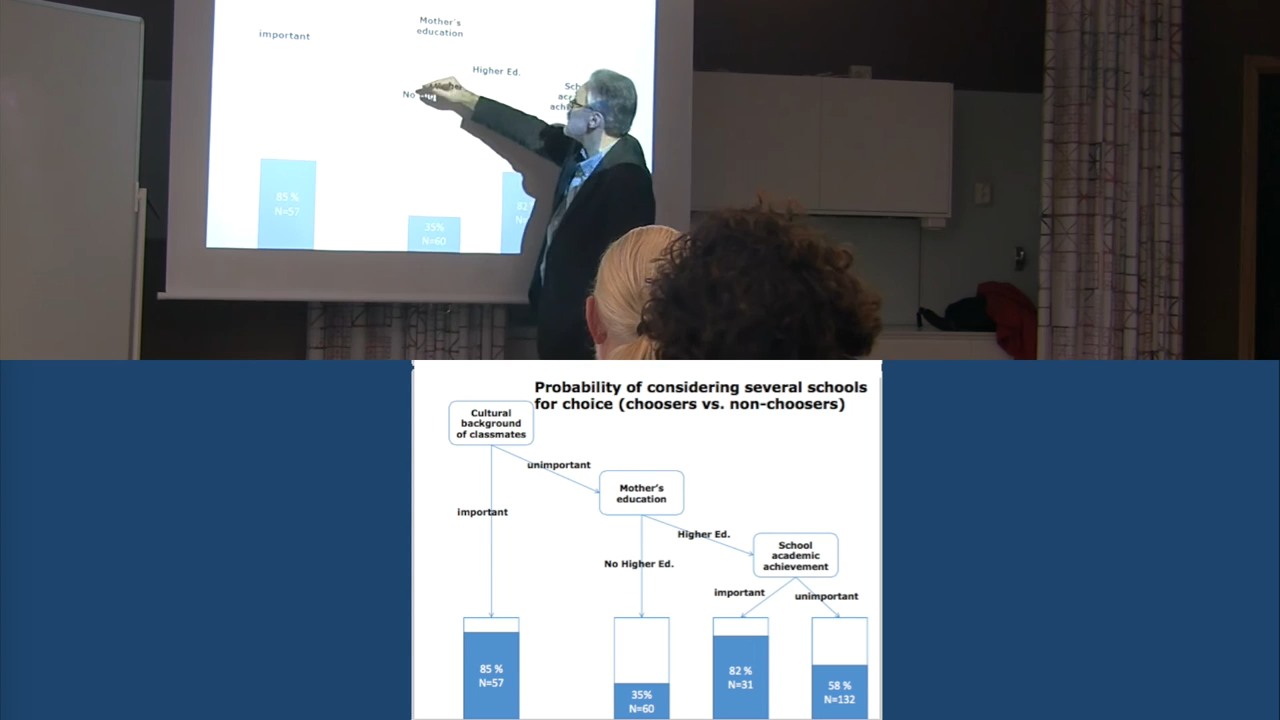 important
Mother's
education
Higher Ed.
No
85 %
N=57
35%
N=60
Probability of considering several schools
for choice (choosers vs. non-choosers)
Cultural
background
of classmates
unimportant
important
Mother's
education
Higher Ed.
No Higher Ed.
School
academic
achievement
important
unimportant
85 %
N=57
35%
N=60
82 %
N=31
58 %
N=132